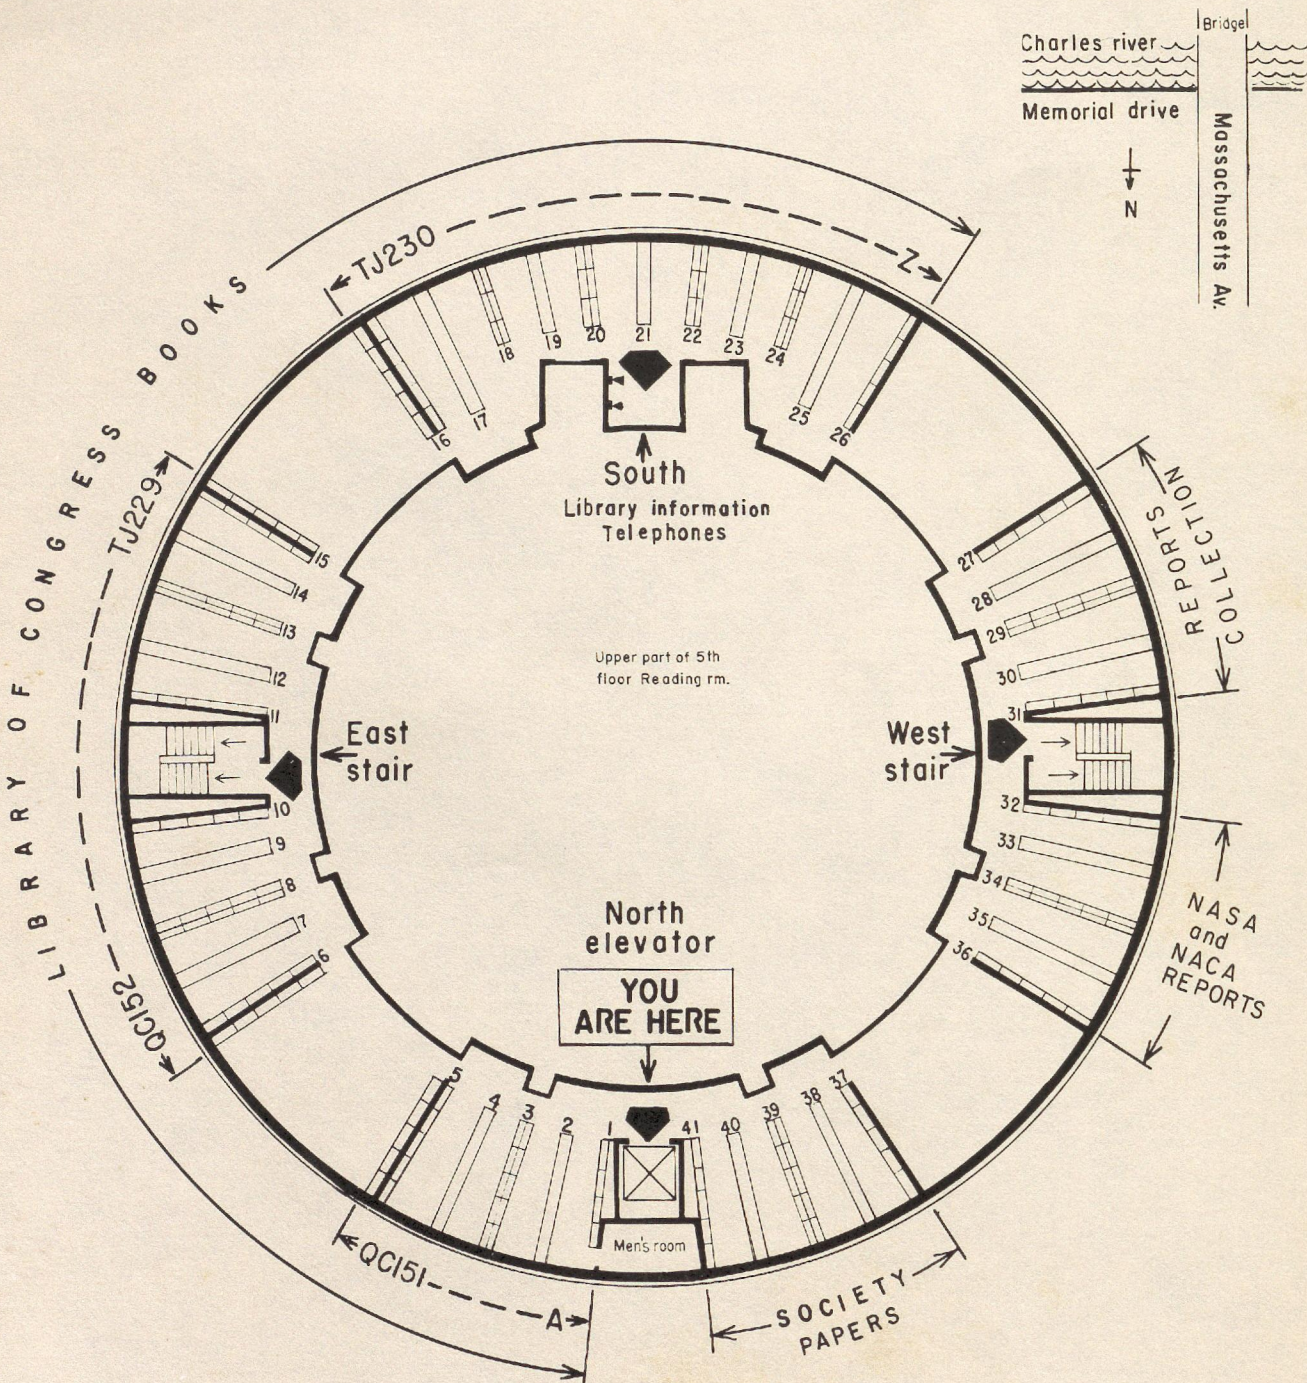 Bridge
Charles river
Memorial drive
N
Massachusetts Av.
LIBRARY OF CONGRESS BOOKS
TJ230
Z
16
17
18
19
20
21
22
23
24
25
26
South
Library information
Telephones
TJ229
15
14
13
12
11
27
28
29
30
31
REPORTS
COLLECTION
Upper part of 5th
floor Reading rm.
East
stair
West
stair
10
9
8
7
6
QC152
32
33
34
35
36
NASA
and
NACA
REPORTS
North
elevator
YOU
ARE HERE
5
4
3
2
1
41
40
39
38
37
Men's room
QC151
A
SOCIETY
PAPERS